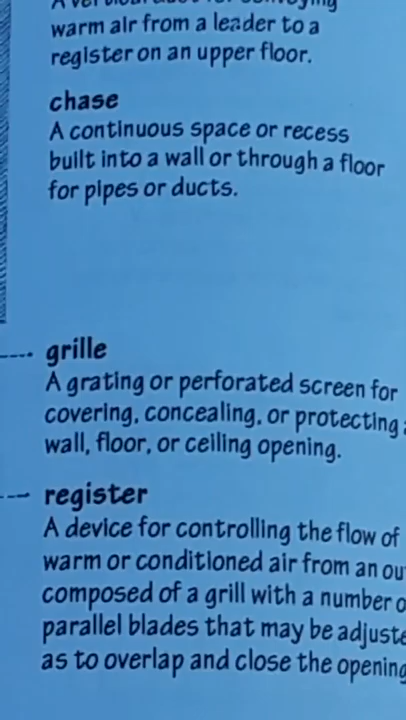 warm air from a leader to a
register on an upper floor.
chase
A continuous space or recess
built into a wall or through a floor
for pipes or ducts.
grille
A grating or perforated screen for
covering, concealing, or protecting
wall, floor, or ceiling opening.
register
A device for controlling the flow of
warm or conditioned air from an
composed of a grill with a number
parallel blades that may be
as to overlap and close the opening